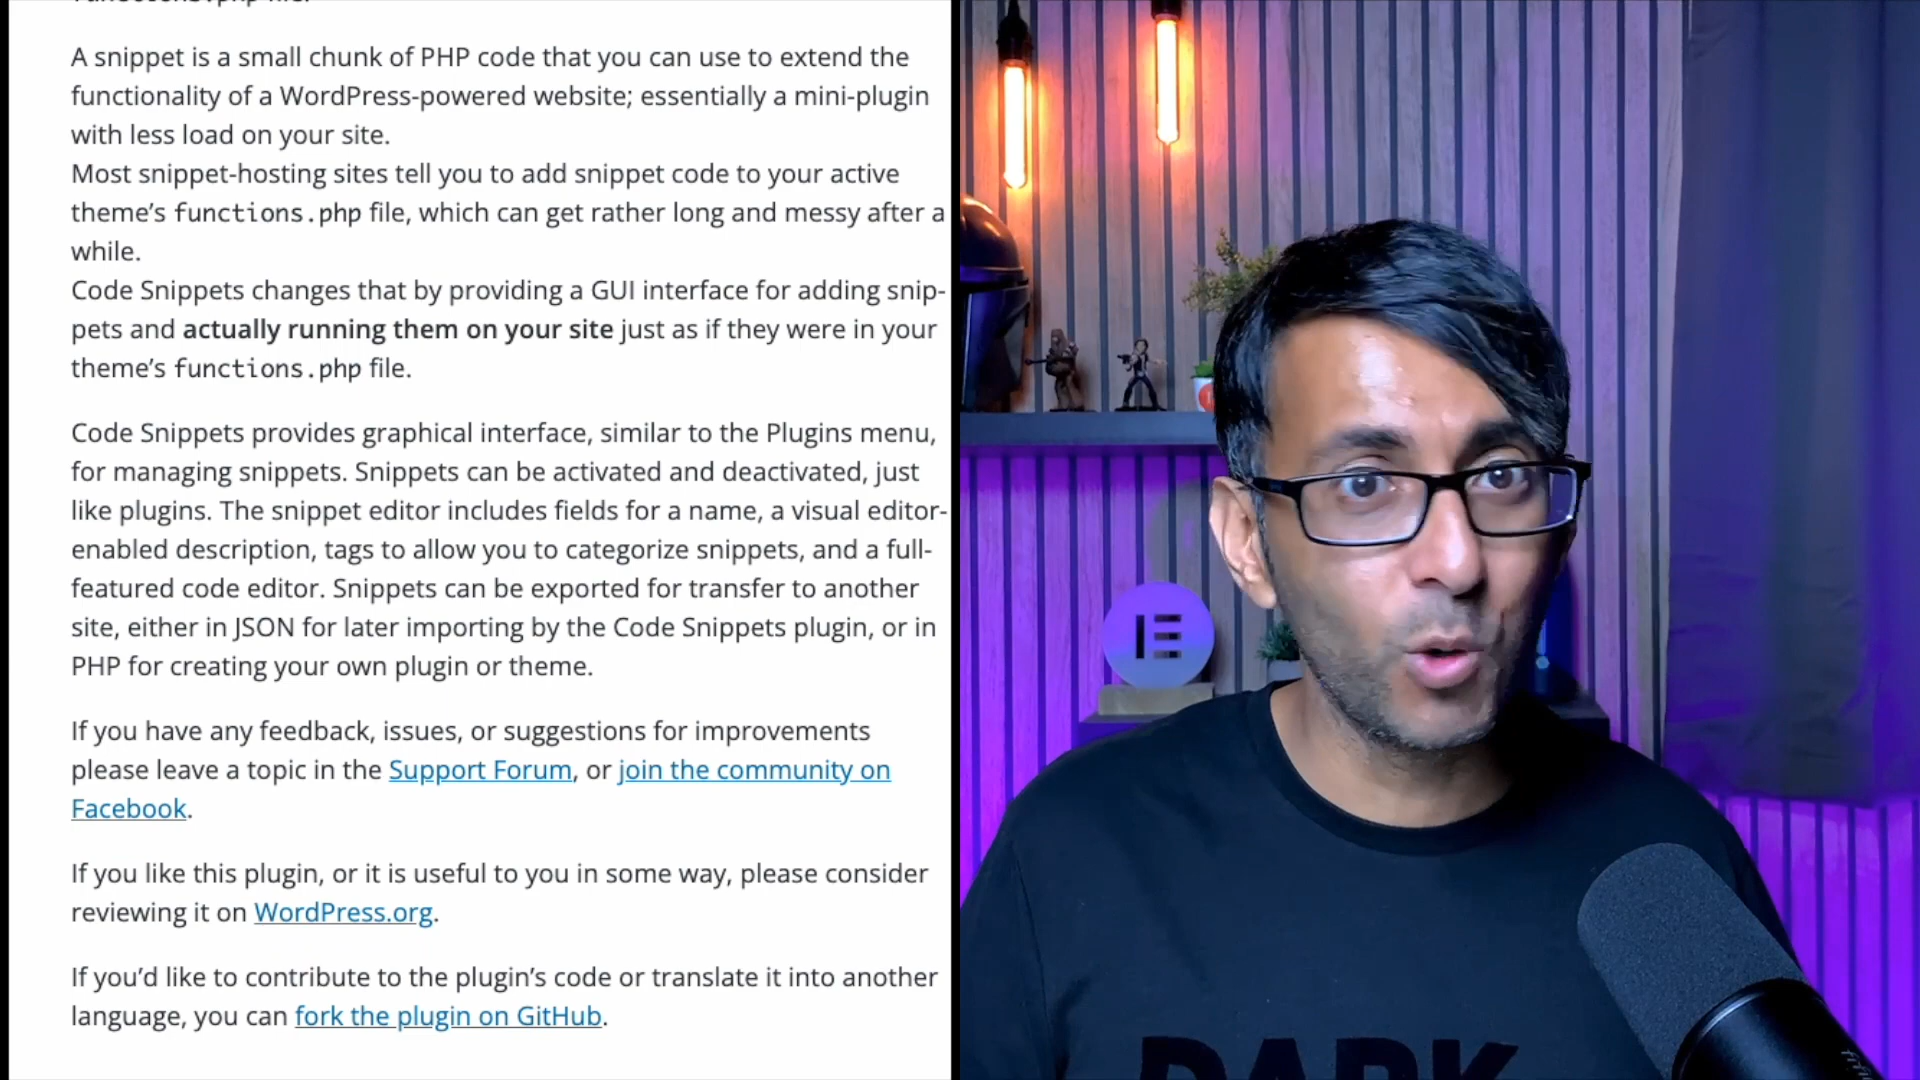 A snippet is a small chunk of PHP code that you can use to extend the
functionality of a WordPress-powered website; essentially a mini-plugin
with less load on your site.
Most snippet-hosting sites tell you to add snippet code to your active
theme’s functions.php file, which can get rather long and messy after a
while.
Code Snippets changes that by providing a GUI interface for adding snip-
pets and actually running them on your site just as if they were in your
theme’s functions.php file.
Code Snippets provides graphical interface, similar to the Plugins menu,
for managing snippets. Snippets can be activated and deactivated, just
like plugins. The snippet editor includes fields for a name, a visual editor-
enabled description, tags to allow you to categorize snippets, and a full-
featured code editor. Snippets can be exported for transfer to another
site, either in JSON for later importing by the Code Snippets plugin, or in
PHP for creating your own plugin or theme.
If you have any feedback, issues, or suggestions for improvements
please leave a topic in the Support Forum, or join the community on
Facebook.
If you like this plugin, or it is useful to you in some way, please consider
reviewing it on WordPress.org.
If you’d like to contribute to the plugin’s code or translate it into another
language, you can fork the plugin on GitHub.
DARK